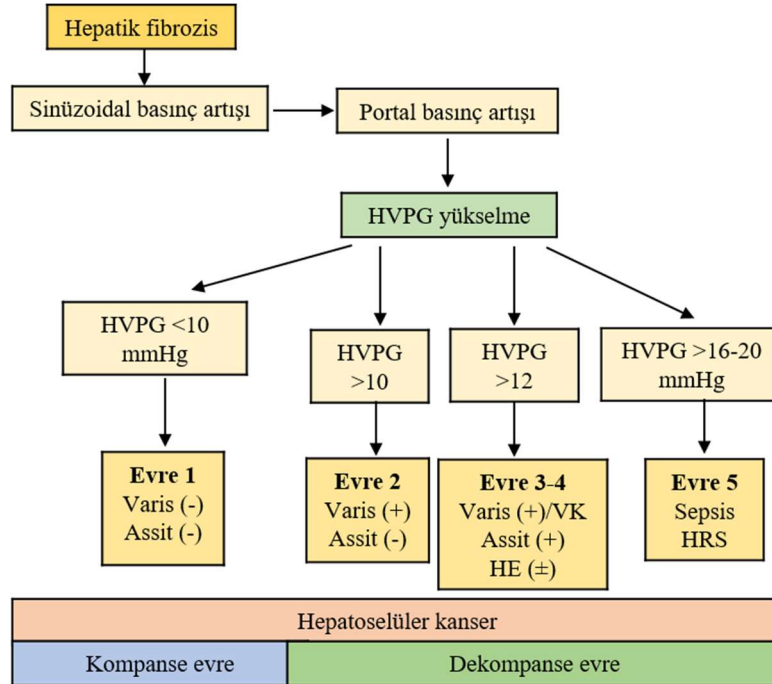 Hepatik fibrozis
Sinüzoidal basınç artışı
Portal basınç artışı
HVPG yükselme
HVPG <10
mmHg
HVPG
>10
HVPG
>12
HVPG >16-20
mmHg
Evre 1
Varis (-)
Assit (-)
Evre 2
Varis (+)
Assit (-)
Evre 3-4
Varis (+)/VK
Assit (+)
HE (±)
Evre 5
Sepsis
HRS
Hepatoselüler kanser
Kompanse evre
Dekompanse evre